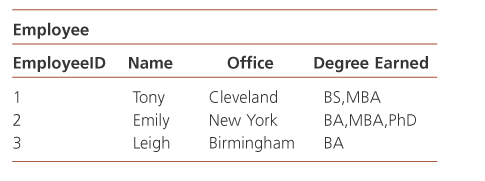 Employee
EmployeeID Name Office Degree Earned
1 Tony Cleveland BS,MBA
2 Emily New York BA,MBA,PhD
3 Leigh Birmingham BA